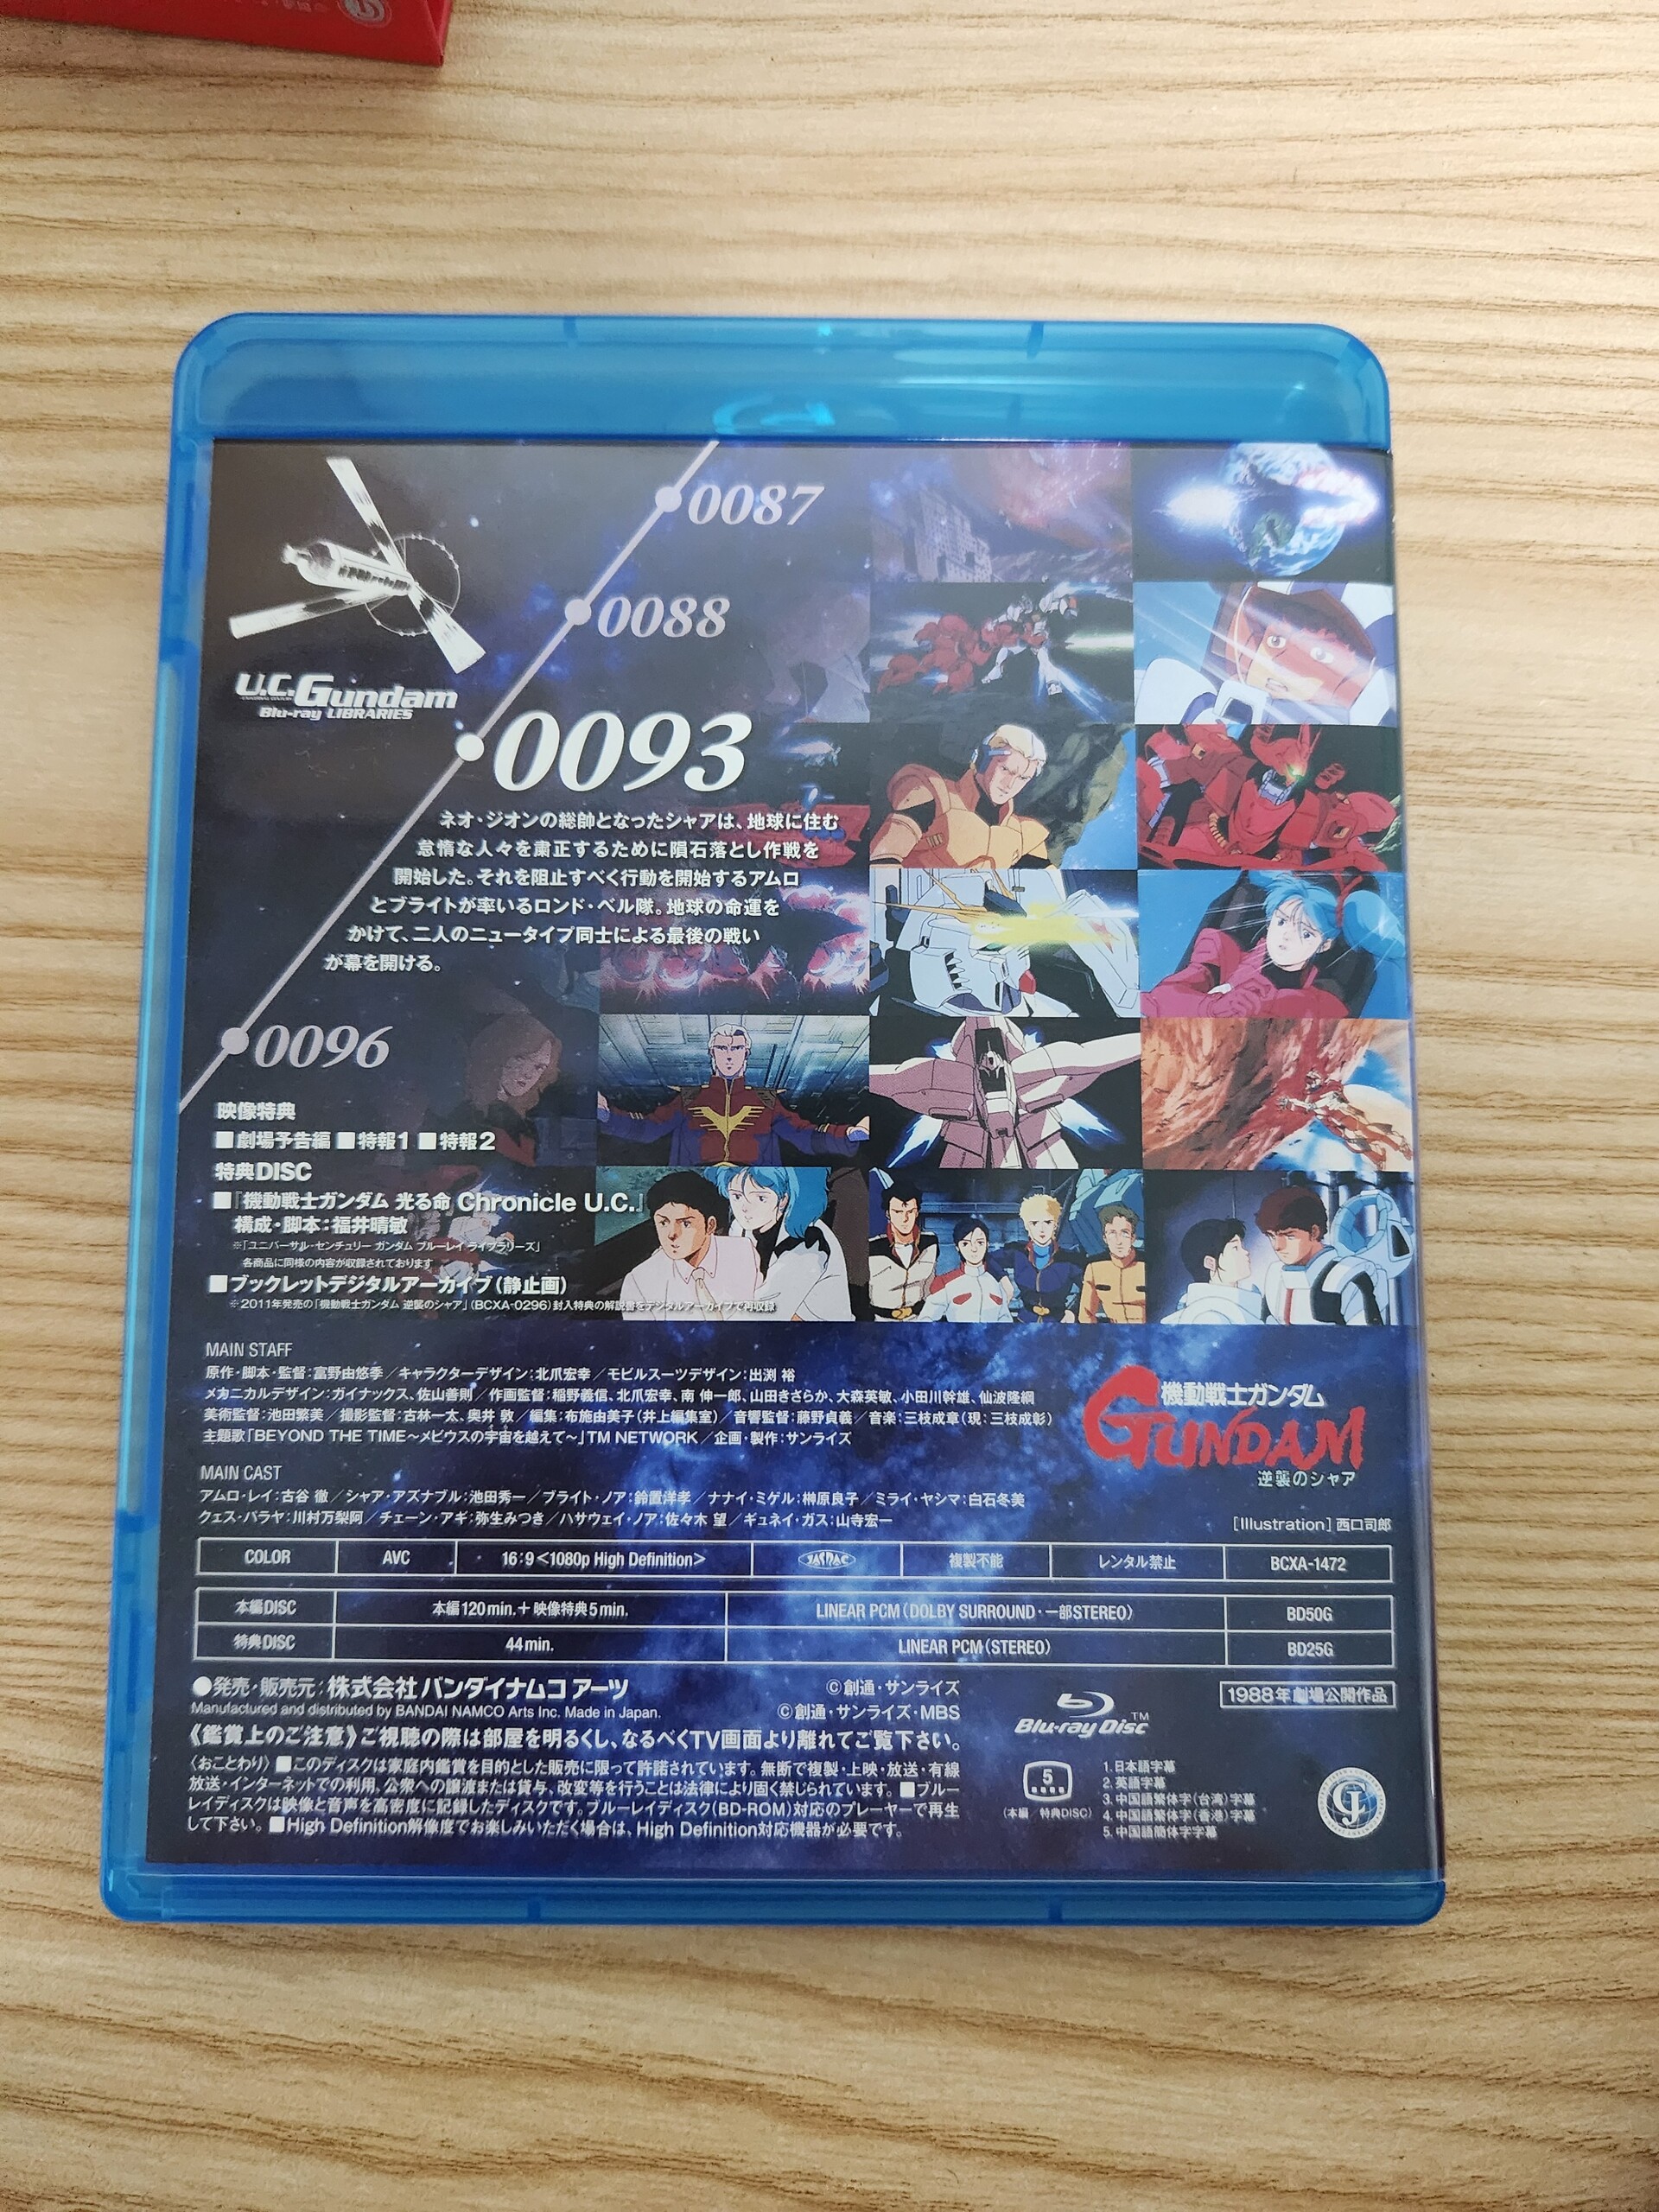 0087
0088
U.C.Gundam
Blu-ray LIBRARIES
0093
ネオ・ジオンの総帥となったシャアは、地球に住む
怠惰な人々を粛正するために隕石落とし作戦を
開始した。それを阻止すべく行動を開始するアムロ
とブライトが率いるロンド・ベル隊。地球の命運を
かけて、二人のニュータイプ同士による最後の戦い
が幕を開ける。
0096
映像特典
■劇場予告編 ■特報1 ■特報2
特典DISC
■『機動戦士ガンダム 光る命 Chronicle U.C.』
構成・脚本：福井晴敏
※「ユニバーサル・センチュリー ガンダム ブルーレイ ライブラリーズ」
各商品に同様の内容が収録されております
■ブックレットデジタルアーカイブ（静止画）
※2011年発売の「機動戦士ガンダム 逆襲のシャア」（BCXA-0296）封入特典の解説書をデジタルアーカイブで再収録
MAIN STAFF
原作・脚本・監督：富野由悠季／キャラクターデザイン：北爪宏幸／モビルスーツデザイン：出渕 裕
メカニカルデザイン：ガイナックス、佐山善則／作画監督：稲野義信、北爪宏幸、南 伸一郎、山田きさらか、大森英敏、小田川幹雄、仙波隆綱
美術監督：池田繁美／撮影監督：古林一太、奥井 敦／編集：布施由美子（井上編集室）／音響監督：藤野貞義／音楽：三枝成章（現：三枝成彰）
主題歌「BEYOND THE TIME～メビウスの宇宙を越えて～」TM NETWORK／企画・製作：サンライズ
機動戦士ガンダム
GUNDAM
逆襲のシャア
MAIN CAST
アムロ・レイ：古谷 徹／シャア・アズナブル：池田秀一／ブライト・ノア：鈴置洋孝／ナナイ・ミゲル：榊原良子／ミライ・ヤシマ：白石冬美
クェス・パラヤ：川村万梨阿／チェーン・アギ：弥生みつき／ハサウェイ・ノア：佐々木 望／ギュネイ・ガス：山寺宏一
［Illustration］西口司郎
COLOR AVC 16:9<1080p High Definition> JASRAC 複製不能 レンタル禁止 BCXA-1472
本編DISC 本編120min.＋映像特典5min. LINEAR PCM（DOLBY SURROUND・一部STEREO） BD50G
特典DISC 44min. LINEAR PCM（STEREO） BD25G
●発売・販売元：株式会社バンダイナムコアーツ
Manufactured and distributed by BANDAI NAMCO Arts Inc. Made in Japan.
©創通・サンライズ
©創通・サンライズ・MBS
Blu-ray Disc™
1988年劇場公開作品
《鑑賞上のご注意》ご視聴の際は部屋を明るくし、なるべくTV画面より離れてご覧下さい。
〈おことわり〉■このディスクは家庭内鑑賞を目的とした販売に限って許諾されています。無断で複製・上映・放送・有線
放送・インターネットでの利用、公衆への譲渡または貸与、改変等を行うことは法律により固く禁じられています。■ブルー
レイディスクは映像と音声を高密度に記録したディスクです。ブルーレイディスク（BD-ROM）対応のプレーヤーで再生
して下さい。■High Definition解像度でお楽しみいただく場合は、High Definition対応機器が必要です。
5
（本編／特典DISC）
1. 日本語字幕
2. 英語字幕
3. 中国語繁体字（台湾）字幕
4. 中国語繁体字（香港）字幕
5. 中国語簡体字字幕